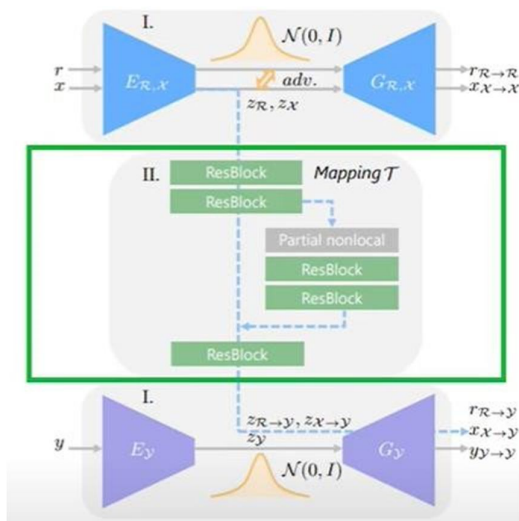 I.
𝒩(0, I)
r
x
E_{ℛ,𝒳}
adv.
G_{ℛ,𝒳}
r_{ℛ→ℛ}
x_{𝒳→𝒳}
z_ℛ, z_𝒳
II.
Mapping 𝒯
ResBlock
ResBlock
Partial nonlocal
ResBlock
ResBlock
ResBlock
I.
z_{ℛ→𝒴}, z_{𝒳→𝒴}
z_𝒴
y
E_𝒴
G_𝒴
r_{ℛ→𝒴}
x_{𝒳→𝒴}
y_{𝒴→𝒴}
𝒩(0, I)